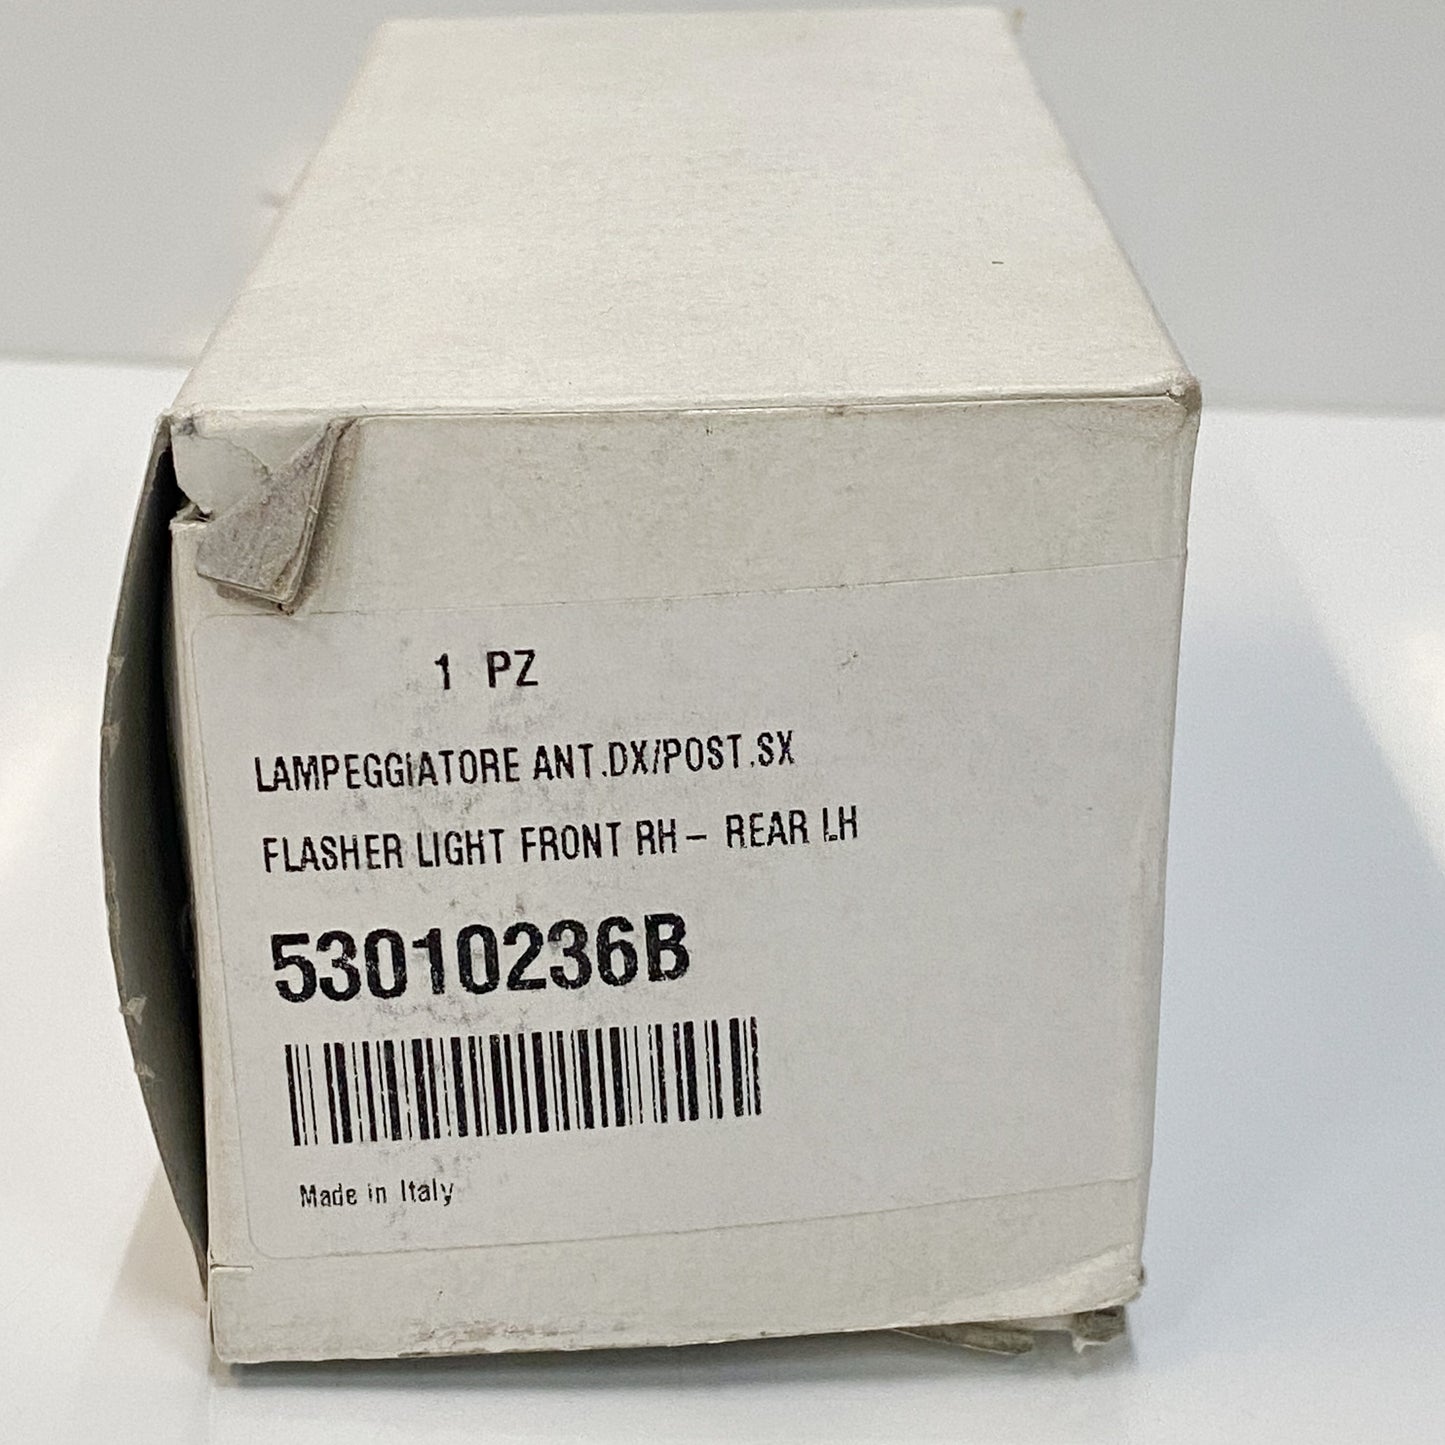 1 PZ
LAMPEGGIATORE ANT.DX/POST.SX
FLASHER LIGHT FRONT RH - REAR LH
53010236B
Made in Italy